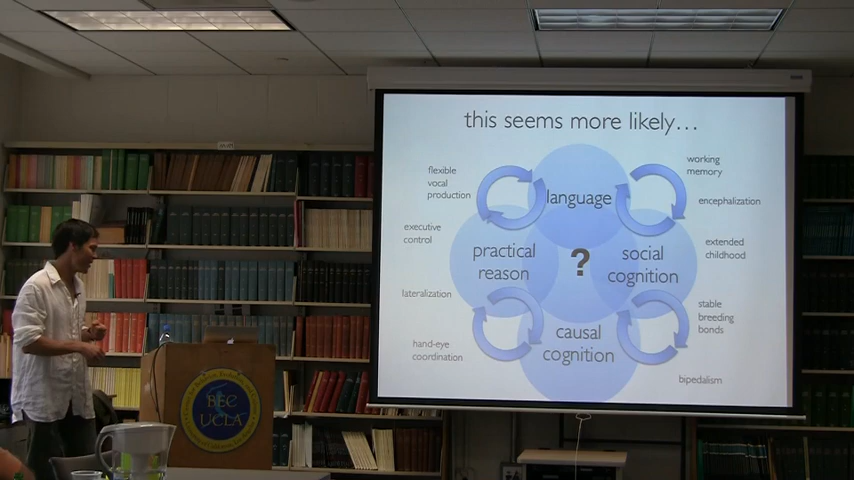 this seems more likely…
flexible
vocal
production
executive
control
lateralization
hand-eye
coordination
language
practical
reason
?
social
cognition
causal
cognition
working
memory
encephalization
extended
childhood
stable
breeding
bonds
bipedalism
BEC
UCLA